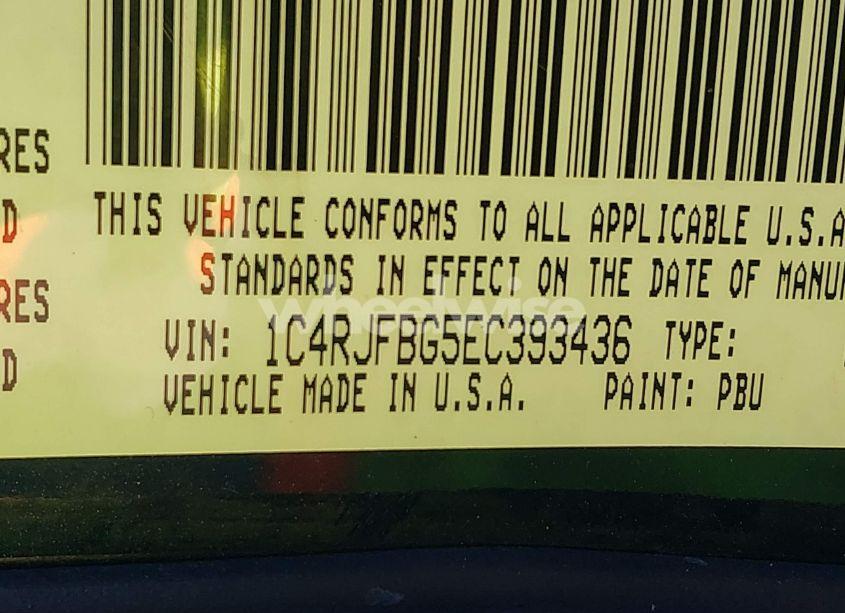 RES
D
THIS VEHICLE CONFORMS TO ALL APPLICABLE U.S.A
STANDARDS IN EFFECT ON THE DATE OF MANU
RES
wheelwise
VIN: 1C4RJFBG5EC393436 TYPE:
D
VEHICLE MADE IN U.S.A. PAINT: PBU